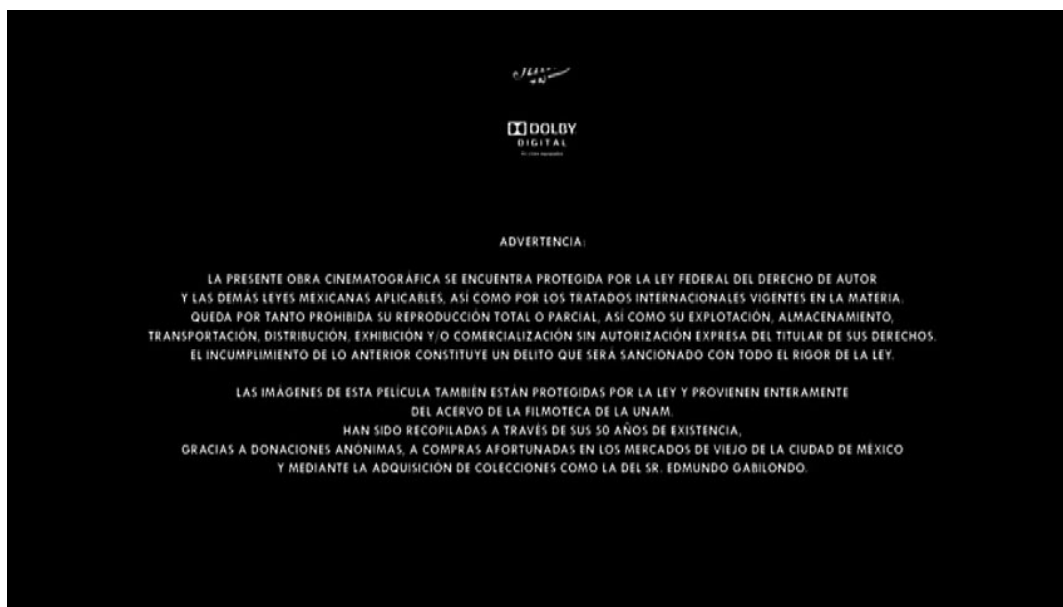 DOLBY
DIGITAL
ADVERTENCIA:
LA PRESENTE OBRA CINEMATOGRÁFICA SE ENCUENTRA PROTEGIDA POR LA LEY FEDERAL DEL DERECHO DE AUTOR
Y LAS DEMÁS LEYES MEXICANAS APLICABLES, ASÍ COMO POR LOS TRATADOS INTERNACIONALES VIGENTES EN LA MATERIA.
QUEDA POR TANTO PROHIBIDA SU REPRODUCCIÓN TOTAL O PARCIAL, ASÍ COMO SU EXPLOTACIÓN, ALMACENAMIENTO,
TRANSPORTACIÓN, DISTRIBUCIÓN, EXHIBICIÓN Y/O COMERCIALIZACIÓN SIN AUTORIZACIÓN EXPRESA DEL TITULAR DE SUS DERECHOS.
EL INCUMPLIMIENTO DE LO ANTERIOR CONSTITUYE UN DELITO QUE SERÁ SANCIONADO CON TODO EL RIGOR DE LA LEY.
LAS IMÁGENES DE ESTA PELÍCULA TAMBIÉN ESTÁN PROTEGIDAS POR LA LEY Y PROVIENEN ENTERAMENTE
DEL ACERVO DE LA FILMOTECA DE LA UNAM.
HAN SIDO RECOPILADAS A TRAVÉS DE SUS 50 AÑOS DE EXISTENCIA,
GRACIAS A DONACIONES ANÓNIMAS, A COMPRAS AFORTUNADAS EN LOS MERCADOS DE VIEJO DE LA CIUDAD DE MÉXICO
Y MEDIANTE LA ADQUISICIÓN DE COLECCIONES COMO LA DEL SR. EDMUNDO GABILONDO.